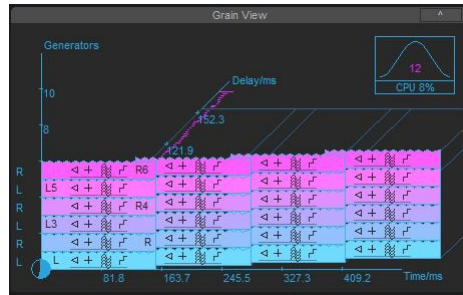 Grain View
^
Generators
12
CPU 8%
Delay/ms
10
152.3
8
121.9
R R6
L L5
R R4
L L3
R R
L L
81.8 163.7 245.5 327.3 409.2 Time/ms